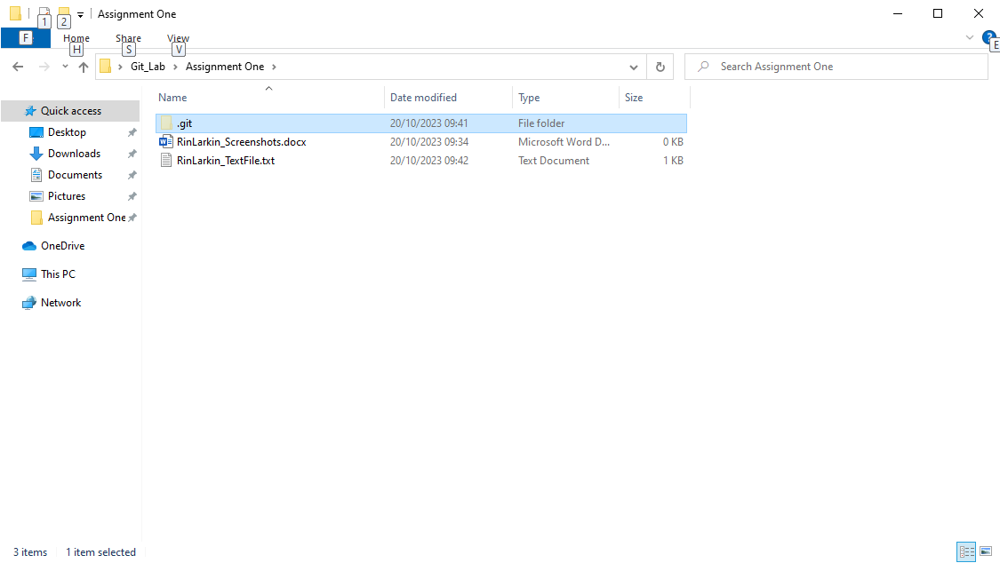 Assignment One
1
2
F
Home
Share
View
H
S
V
?
E
Git_Lab > Assignment One >
Search Assignment One
Name
Date modified
Type
Size
Quick access
Desktop
Downloads
Documents
Pictures
Assignment One
OneDrive
This PC
Network
.git 20/10/2023 09:41 File folder
RinLarkin_Screenshots.docx 20/10/2023 09:34 Microsoft Word D... 0 KB
RinLarkin_TextFile.txt 20/10/2023 09:42 Text Document 1 KB
3 items
1 item selected